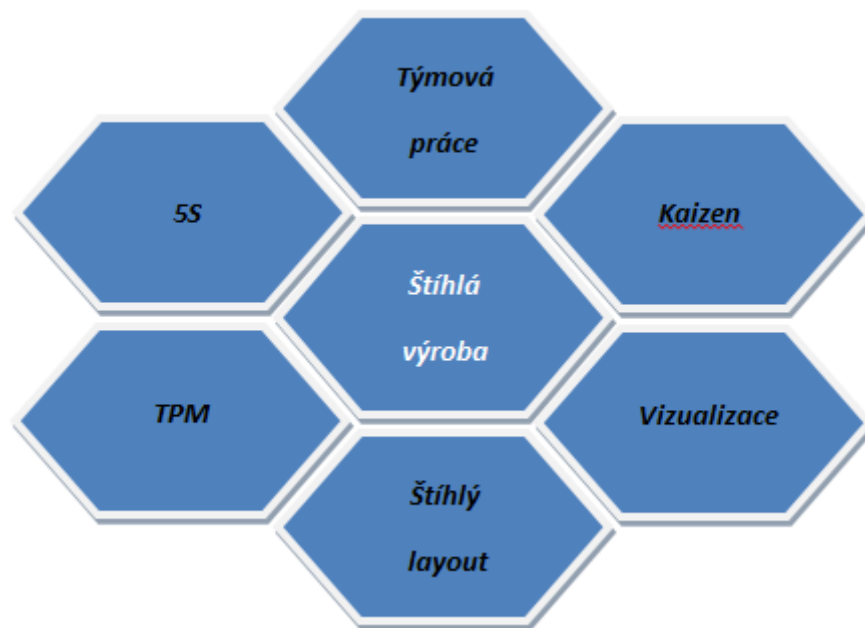 Týmová
práce
5S
Kaizen
Štíhlá
výroba
TPM
Vizualizace
Štíhlý
layout